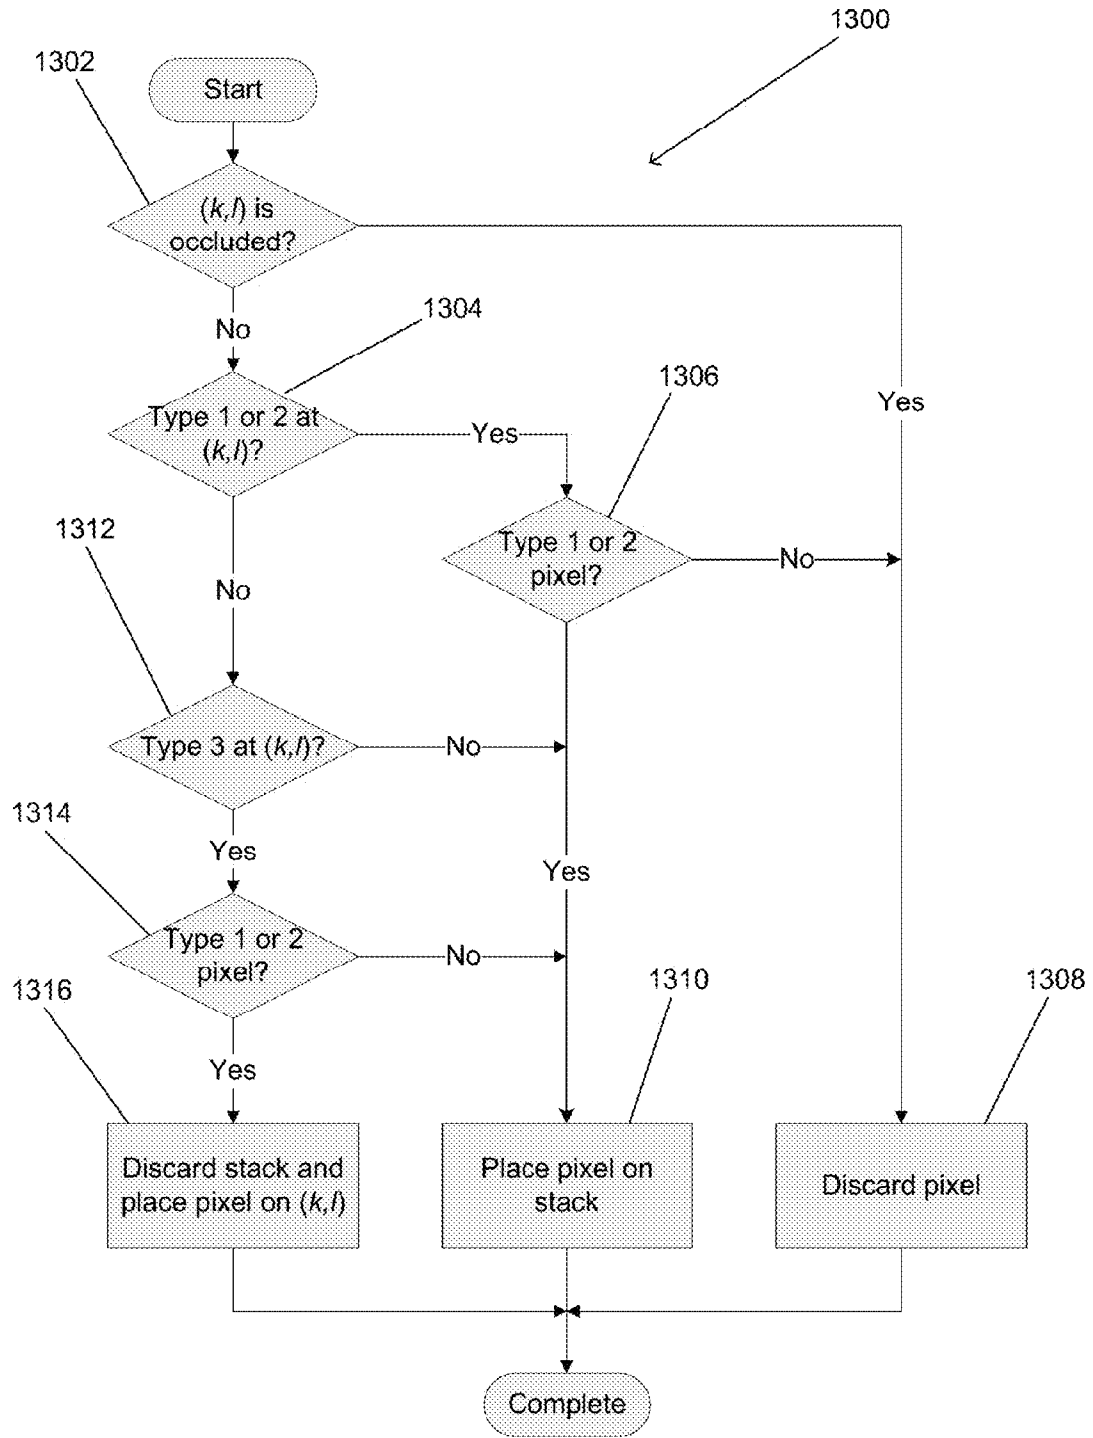 1300
1302
Start
(k,l) is
occluded?
No
1304
Type 1 or 2 at
(k,l)?
Yes
1306
Yes
Type 1 or 2
pixel?
No
1312
No
Type 3 at (k,l)?
No
1314
Yes
Yes
Type 1 or 2
pixel?
No
1316
1310
1308
Yes
Discard stack and
place pixel on (k,l)
Place pixel on
stack
Discard pixel
Complete